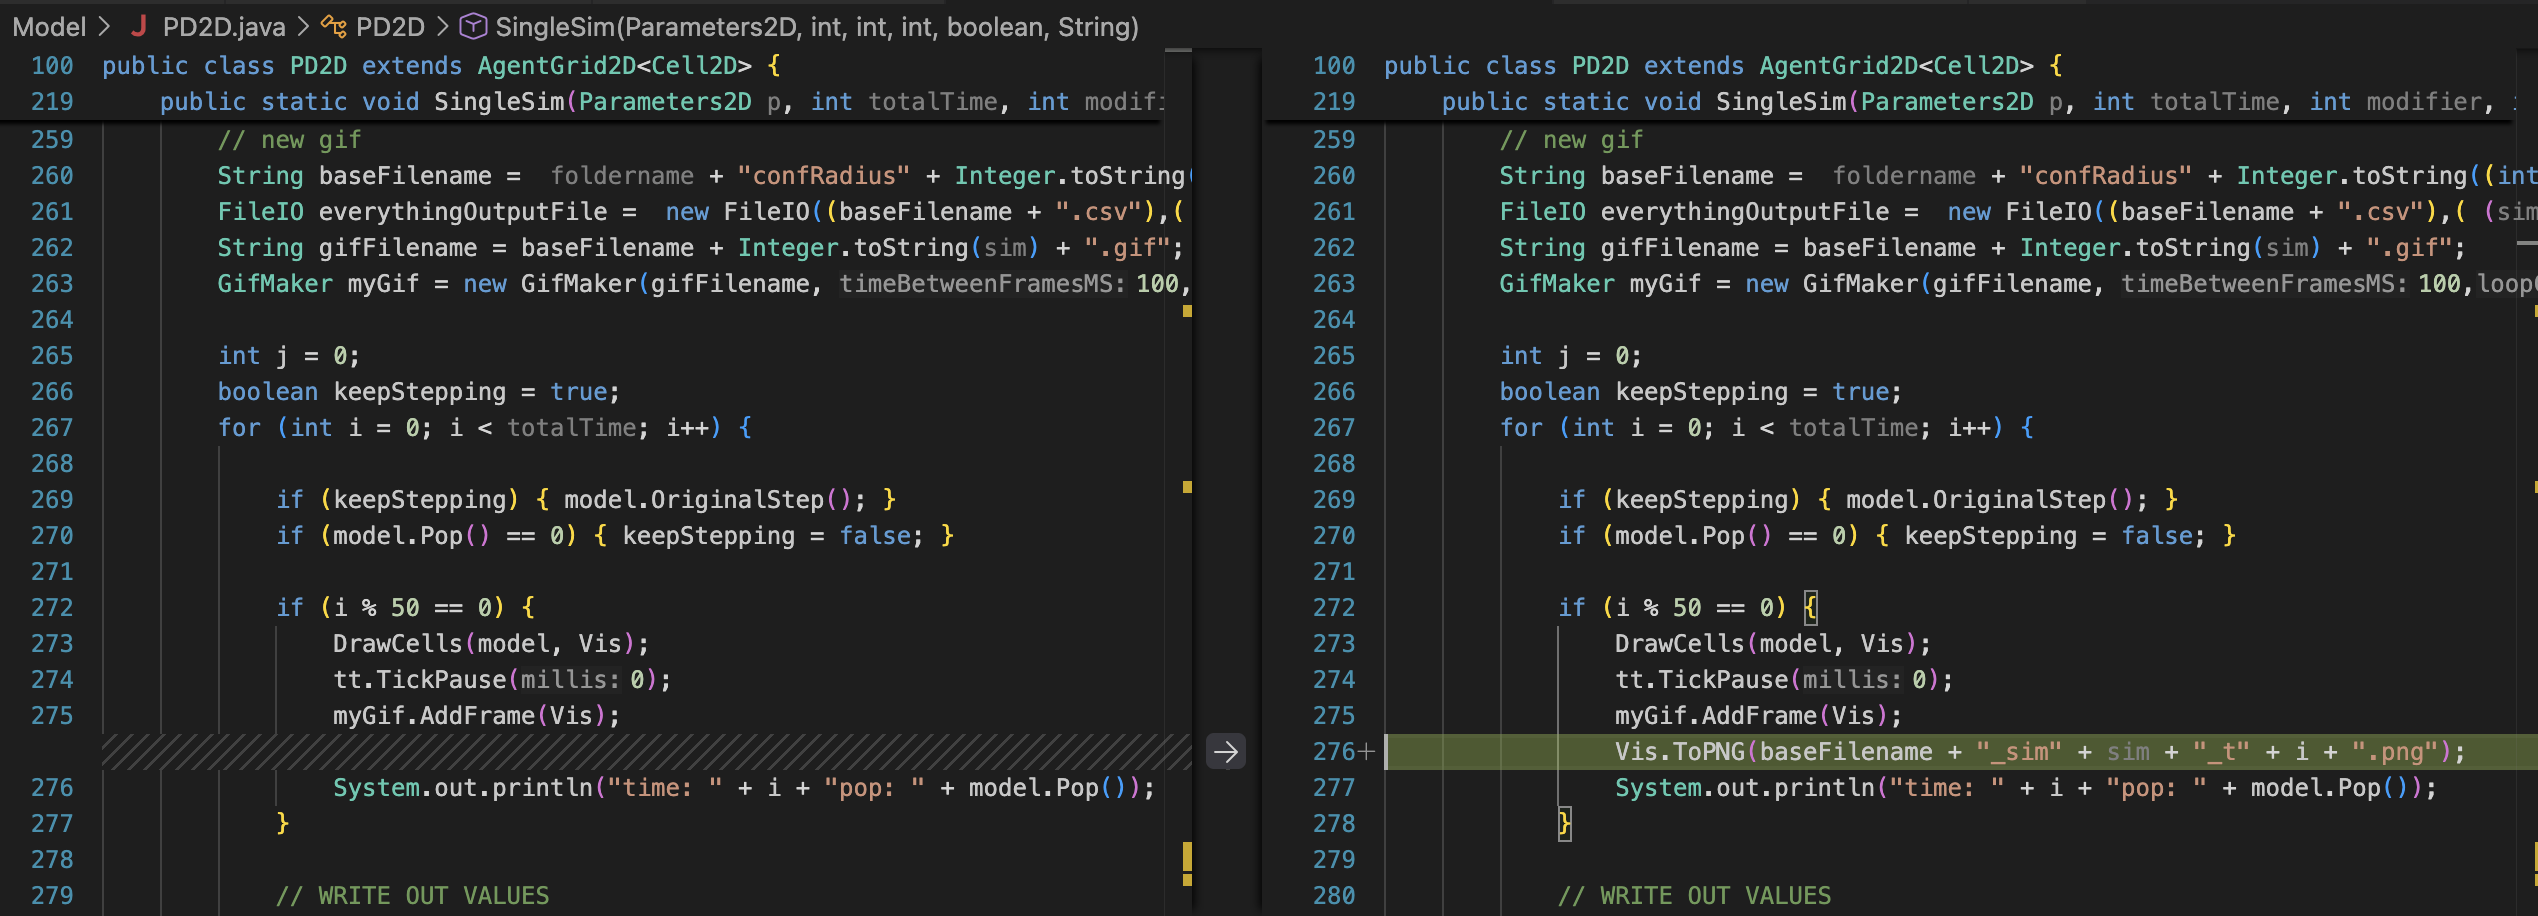 Model > J PD2D.java > PD2D > SingleSim(Parameters2D, int, int, int, boolean, String)
100 public class PD2D extends AgentGrid2D<Cell2D> {
219 public static void SingleSim(Parameters2D p, int totalTime, int modifi
259 // new gif
260 String baseFilename =  foldername + "confRadius" + Integer.toString(
261 FileIO everythingOutputFile =  new FileIO((baseFilename + ".csv"),(
262 String gifFilename = baseFilename + Integer.toString(sim) + ".gif";
263 GifMaker myGif = new GifMaker(gifFilename, timeBetweenFramesMS: 100,
264
265 int j = 0;
266 boolean keepStepping = true;
267 for (int i = 0; i < totalTime; i++) {
268
269 if (keepStepping) { model.OriginalStep(); }
270 if (model.Pop() == 0) { keepStepping = false; }
271
272 if (i % 50 == 0) {
273 DrawCells(model, Vis);
274 tt.TickPause(millis: 0);
275 myGif.AddFrame(Vis);
276 System.out.println("time: " + i + "pop: " + model.Pop());
277 }
278
279 // WRITE OUT VALUES
100 public class PD2D extends AgentGrid2D<Cell2D> {
219 public static void SingleSim(Parameters2D p, int totalTime, int modifier,
259 // new gif
260 String baseFilename =  foldername + "confRadius" + Integer.toString((int
261 FileIO everythingOutputFile =  new FileIO((baseFilename + ".csv"),( (sim
262 String gifFilename = baseFilename + Integer.toString(sim) + ".gif";
263 GifMaker myGif = new GifMaker(gifFilename, timeBetweenFramesMS: 100,loop
264
265 int j = 0;
266 boolean keepStepping = true;
267 for (int i = 0; i < totalTime; i++) {
268
269 if (keepStepping) { model.OriginalStep(); }
270 if (model.Pop() == 0) { keepStepping = false; }
271
272 if (i % 50 == 0) {
273 DrawCells(model, Vis);
274 tt.TickPause(millis: 0);
275 myGif.AddFrame(Vis);
276+ Vis.ToPNG(baseFilename + "_sim" + sim + "_t" + i + ".png");
277 System.out.println("time: " + i + "pop: " + model.Pop());
278 }
279
280 // WRITE OUT VALUES